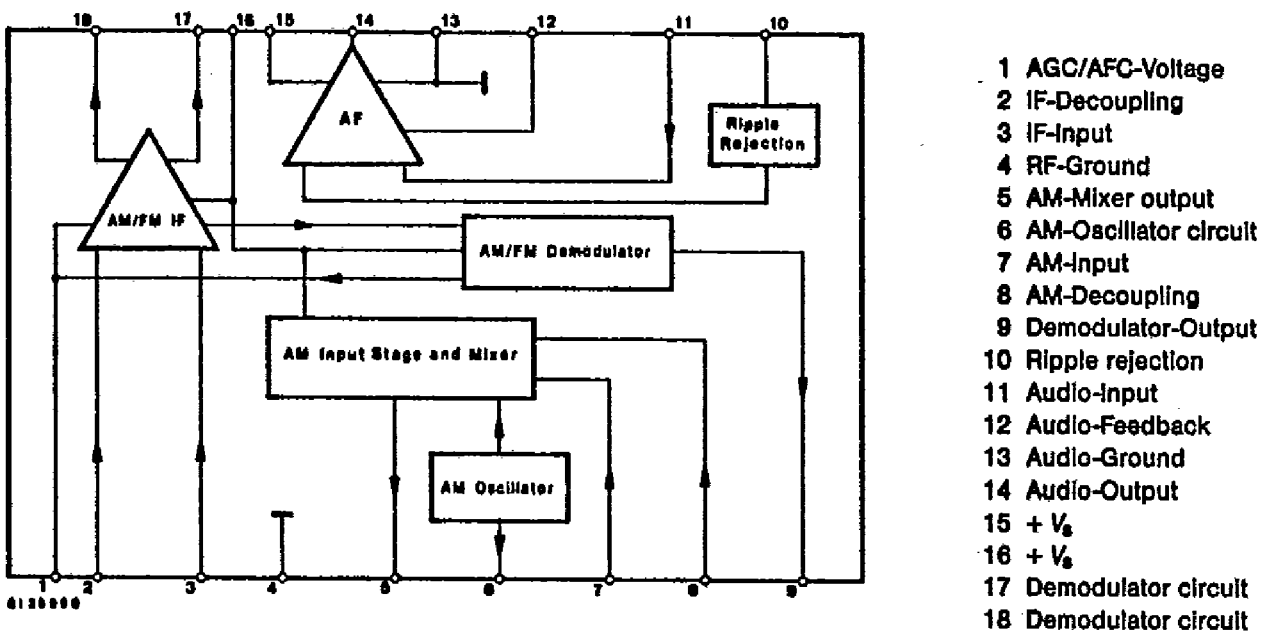 18 17 16 15 14 13 12 11 10
AF
Ripple
Rejection
AM/FM IF
AM/FM Demodulator
AM Input Stage and Mixer
AM Oscillator
1 2 3 4 5 6 7 8 9
1 AGC/AFC-Voltage
2 IF-Decoupling
3 IF-Input
4 RF-Ground
5 AM-Mixer output
6 AM-Oscillator circuit
7 AM-Input
8 AM-Decoupling
9 Demodulator-Output
10 Ripple rejection
11 Audio-Input
12 Audio-Feedback
13 Audio-Ground
14 Audio-Output
15 + Vs
16 + Vs
17 Demodulator circuit
18 Demodulator circuit